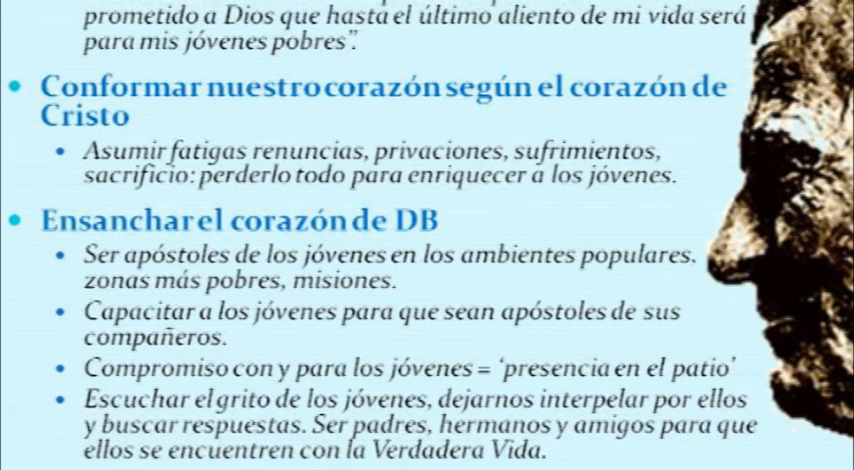 prometido a Dios que hasta el último aliento de mi vida será
para mis jóvenes pobres”.
Conformar nuestro corazón según el corazón de
Cristo
Asumir fatigas renuncias, privaciones, sufrimientos,
sacrificio: perderlo todo para enriquecer a los jóvenes.
Ensanchar el corazón de DB
Ser apóstoles de los jóvenes en los ambientes populares.
zonas más pobres, misiones.
Capacitar a los jóvenes para que sean apóstoles de sus
compañeros.
Compromiso con y para los jóvenes = ‘presencia en el patio’
Escuchar el grito de los jóvenes, dejarnos interpelar por ellos
y buscar respuestas. Ser padres, hermanos y amigos para que
ellos se encuentren con la Verdadera Vida.